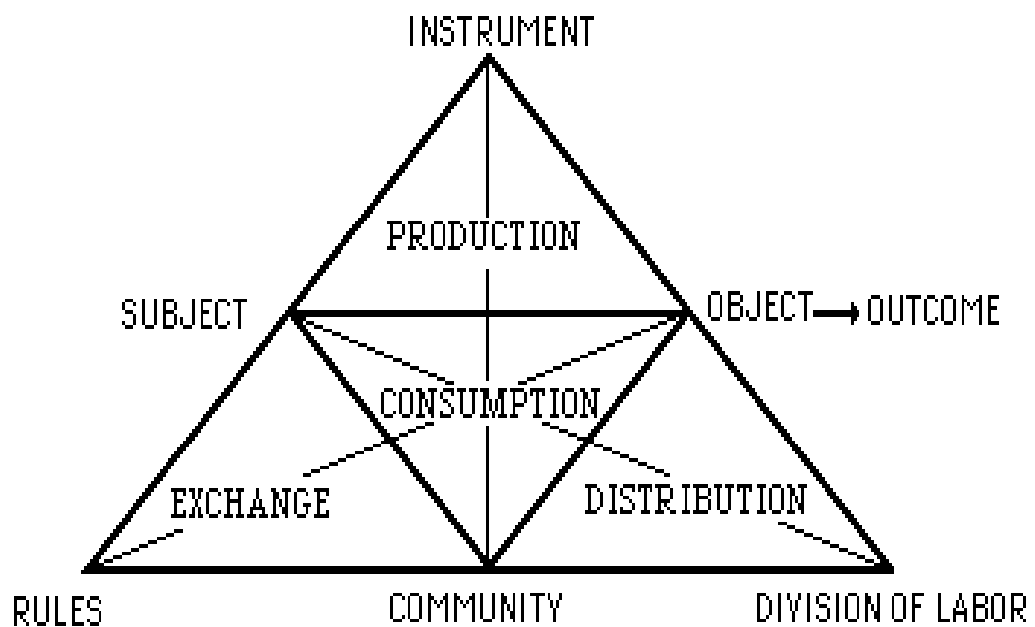 INSTRUMENT
PRODUCTION
SUBJECT
OBJECT
OUTCOME
CONSUMPTION
EXCHANGE
DISTRIBUTION
RULES
COMMUNITY
DIVISION OF LABOR